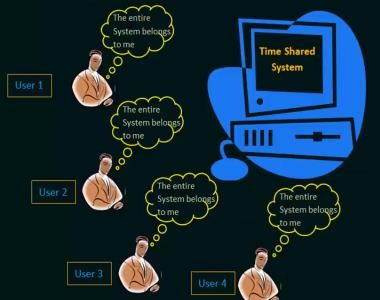 The entire
System belongs
to me
User 1
Time Shared
System
The entire
System belongs
to me
User 2
The entire
System belongs
to me
User 3
The entire
System belongs
to me
User 4